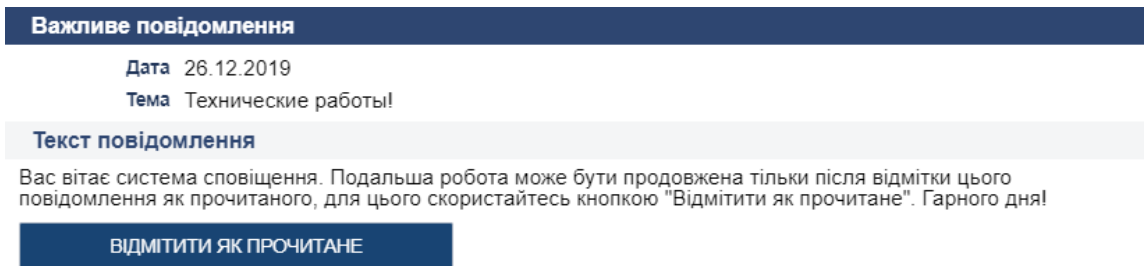 Важливе повідомлення
Дата 26.12.2019
Тема Технические работы!
Текст повідомлення
Вас вітає система сповіщення. Подальша робота може бути продовжена тільки після відмітки цього
повідомлення як прочитаного, для цього скористайтесь кнопкою "Відмітити як прочитане". Гарного дня!
ВІДМІТИТИ ЯК ПРОЧИТАНЕ